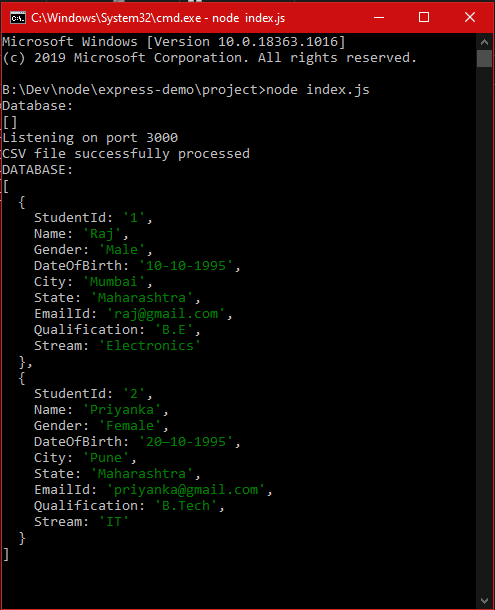 C:\Windows\System32\cmd.exe - node index.js
Microsoft Windows [Version 10.0.18363.1016]
(c) 2019 Microsoft Corporation. All rights reserved.
B:\Dev\node\express-demo\project>node index.js
Database:
[]
Listening on port 3000
CSV file successfully processed
DATABASE:
[
  {
    StudentId: '1',
    Name: 'Raj',
    Gender: 'Male',
    DateOfBirth: '10-10-1995',
    City: 'Mumbai',
    State: 'Maharashtra',
    EmailId: 'raj@gmail.com',
    Qualification: 'B.E',
    Stream: 'Electronics'
  },
  {
    StudentId: '2',
    Name: 'Priyanka',
    Gender: 'Female',
    DateOfBirth: '20–10-1995',
    City: 'Pune',
    State: 'Maharashtra',
    EmailId: 'priyanka@gmail.com',
    Qualification: 'B.Tech',
    Stream: 'IT'
  }
]